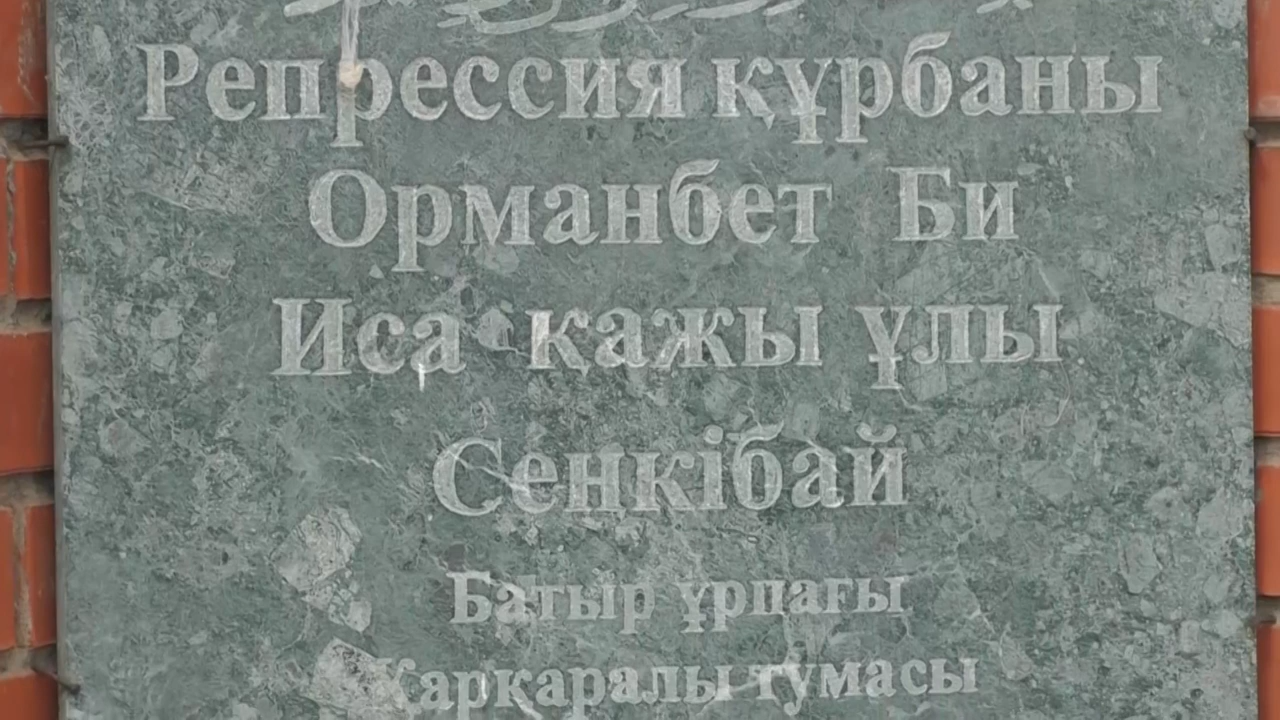 Репрессия құрбаны
Орманбет Би
Иса қажы ұлы
Сенкібай
Батыр ұрпағы
Қарқаралы тумасы